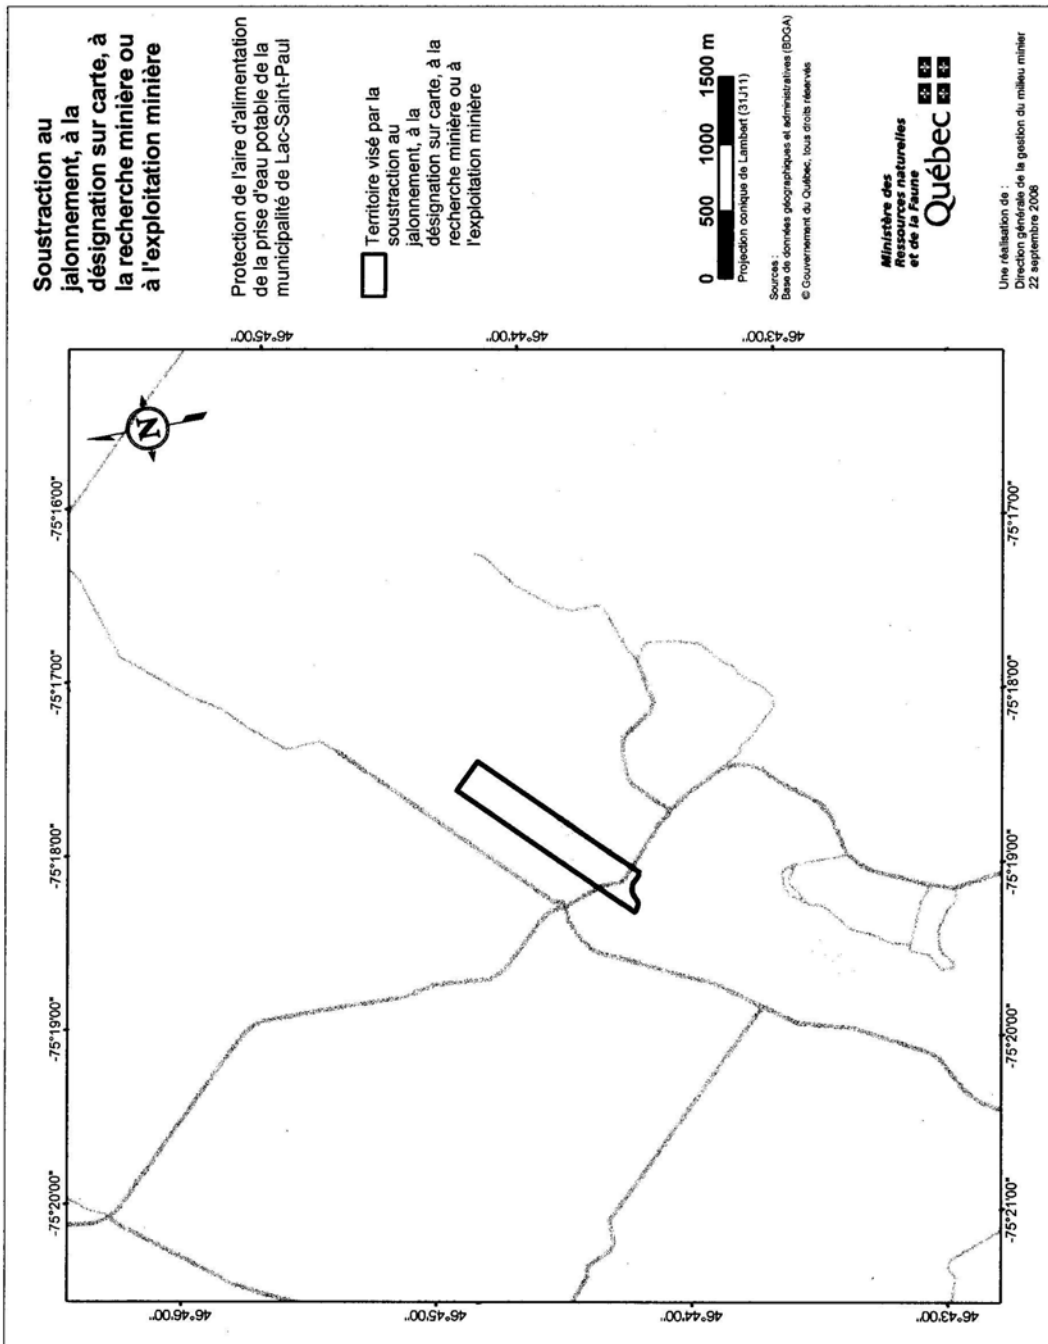 Soustraction au
jalonnement, à la
désignation sur carte, à
la recherche minière ou
à l'exploitation minière
Protection de l'aire d'alimentation
de la prise d'eau potable de la
municipalité de Lac-Saint-Paul
Territoire visé par la
soustraction au
jalonnement, à la
désignation sur carte, à la
recherche minière ou à
l'exploitation minière
0 500 1000 1500 m
Projection conique de Lambert (31J11)
Sources :
Base de données géographiques et administratives (BDGA)
© Gouvernement du Québec, tous droits réservés
Ministère des
Ressources naturelles
et de la Faune
Québec
Une réalisation de :
Direction générale de la gestion du milieu minier
22 septembre 2008
N
-75°20'00" -75°19'00" -75°18'00" -75°17'00" -75°16'00"
46°46'00"
46°45'00"
46°44'00"
46°43'00"
46°45'00"
46°44'00"
46°43'00"
-75°21'00" -75°20'00" -75°19'00" -75°18'00" -75°17'00"